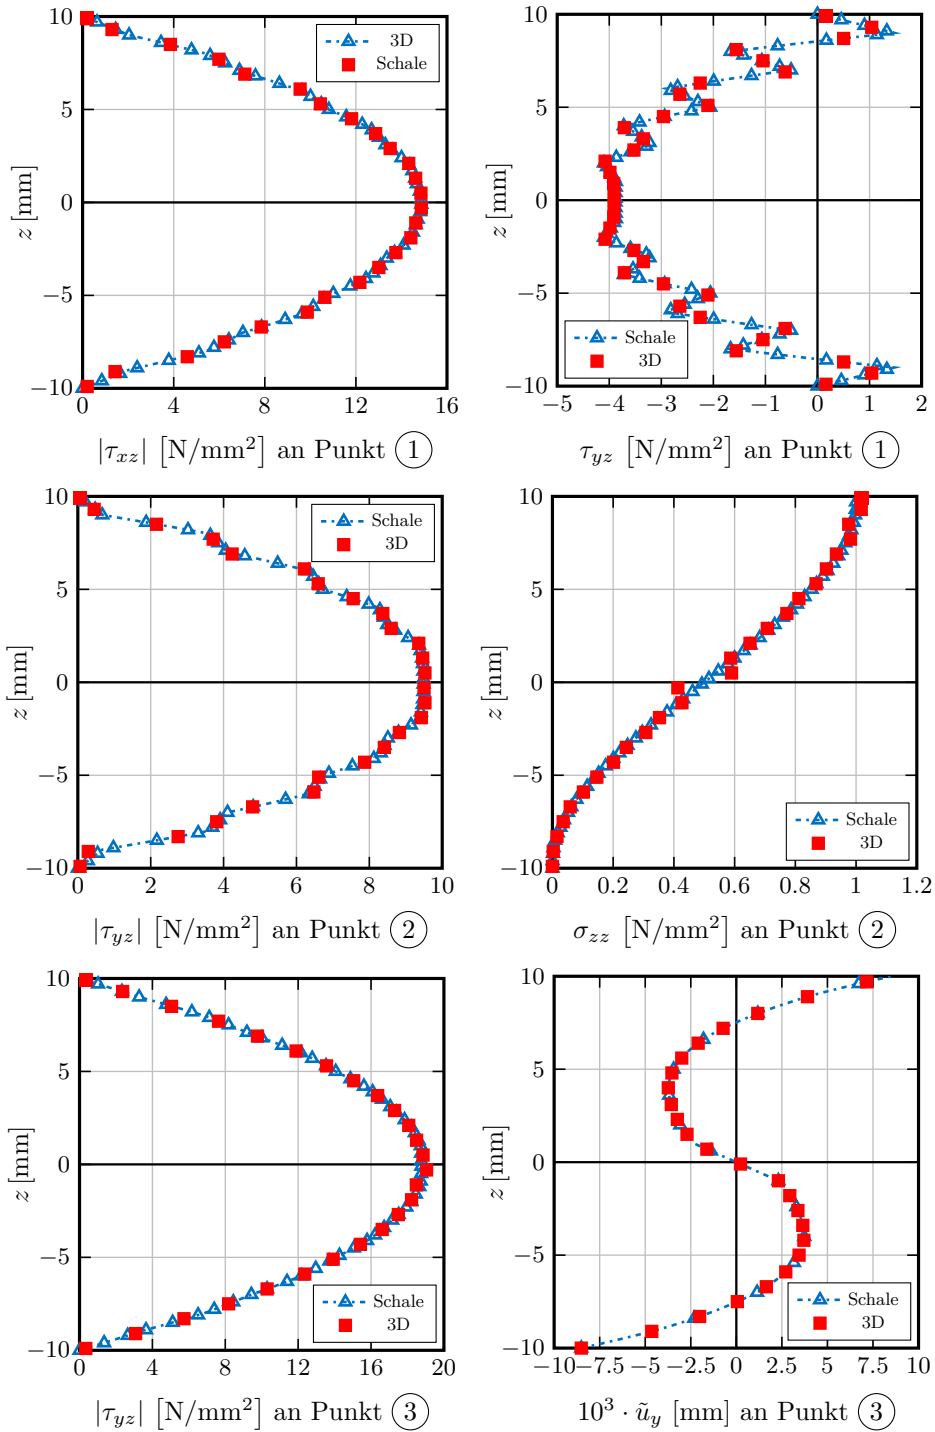 10
5
0
−5
−10
z [mm]
3D
Schale
0 4 8 12 16
|τxz| [N/mm²] an Punkt ①
10
5
0
−5
−10
z [mm]
Schale
3D
−5 −4 −3 −2 −1 0 1 2
τyz [N/mm²] an Punkt ①
10
5
0
−5
−10
z [mm]
Schale
3D
0 2 4 6 8 10
|τyz| [N/mm²] an Punkt ②
10
5
0
−5
−10
z [mm]
Schale
3D
0 0.2 0.4 0.6 0.8 1 1.2
σzz [N/mm²] an Punkt ②
10
5
0
−5
−10
z [mm]
Schale
3D
0 4 8 12 16 20
|τyz| [N/mm²] an Punkt ③
10
5
0
−5
−10
z [mm]
Schale
3D
−10 −7.5 −5 −2.5 0 2.5 5 7.5 10
10³ · ũy [mm] an Punkt ③